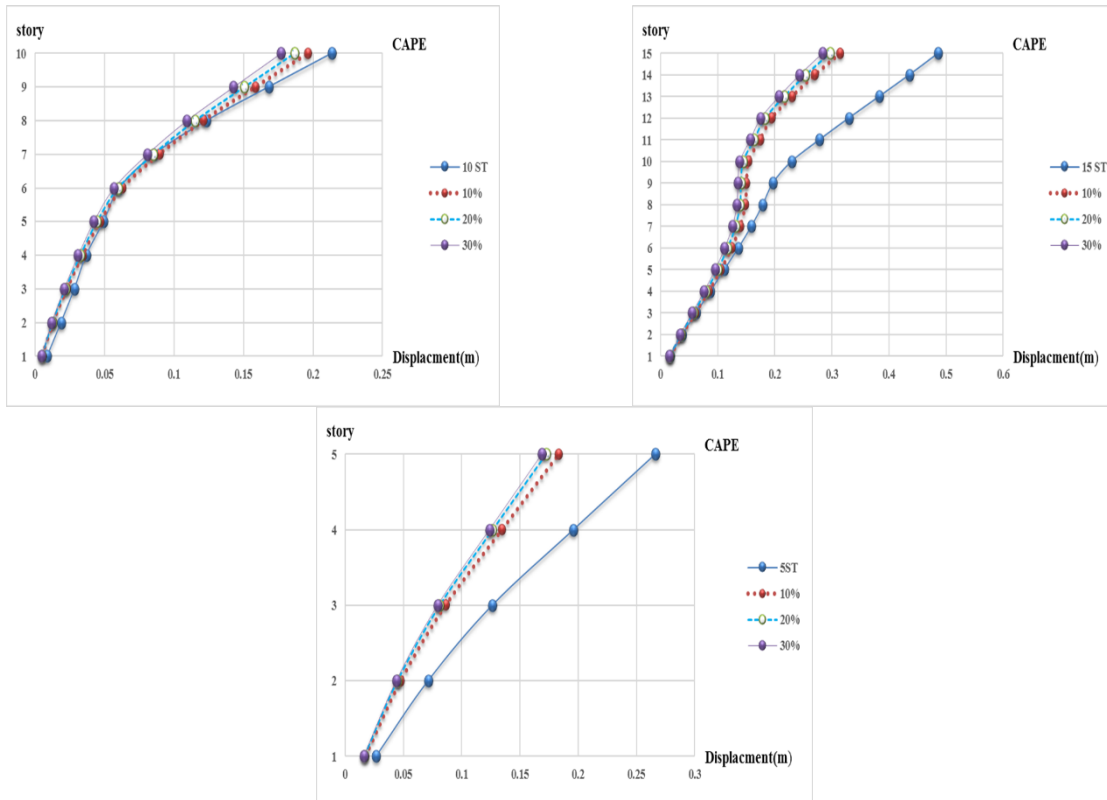 story
CAPE
10
9
8
7
6
5
4
3
2
1
10 ST
10%
20%
30%
Displacment(m)
0 0.05 0.1 0.15 0.2 0.25
story
CAPE
15
14
13
12
11
10
9
8
7
6
5
4
3
2
1
15 ST
10%
20%
30%
Displacment(m)
0 0.1 0.2 0.3 0.4 0.5 0.6
story
CAPE
5
4
3
2
1
5ST
10%
20%
30%
Displacment(m)
0 0.05 0.1 0.15 0.2 0.25 0.3